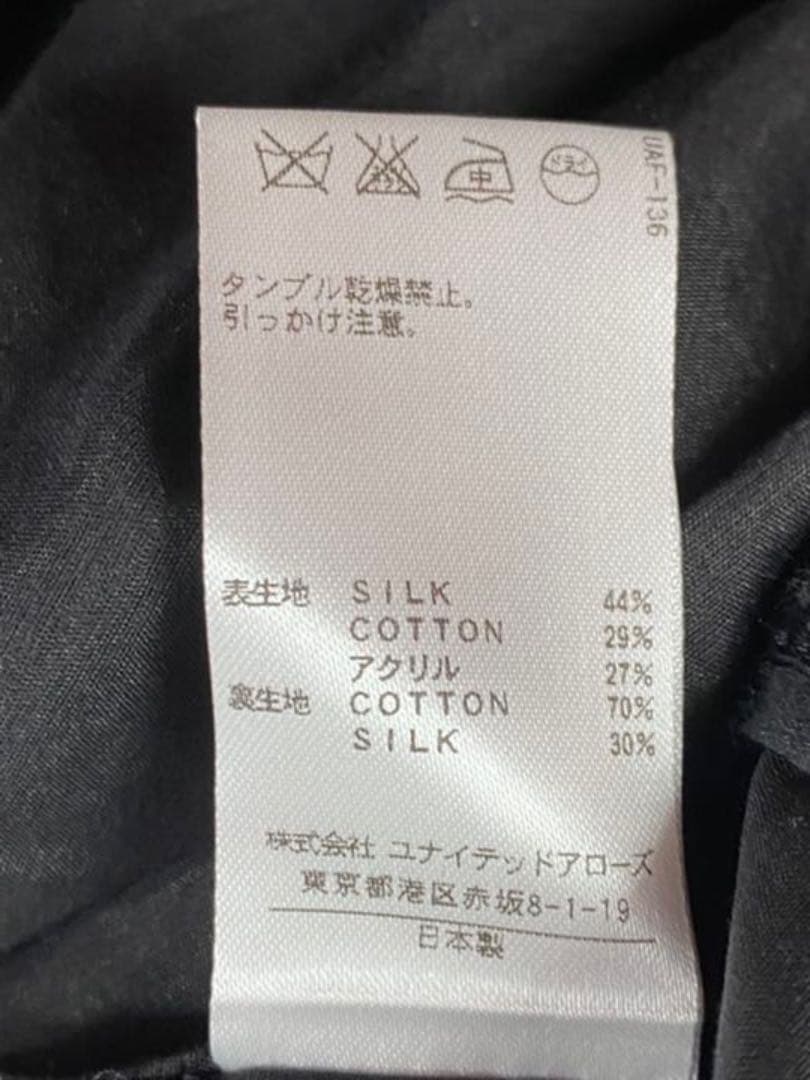 中 ドライ
UAF-136
タンブル乾燥禁止。
引っかけ注意。
表生地 SILK 44%
COTTON 29%
アクリル 27%
裏生地 COTTON 70%
SILK 30%
株式会社 ユナイテッドアローズ
東京都港区赤坂8-1-19
日本製